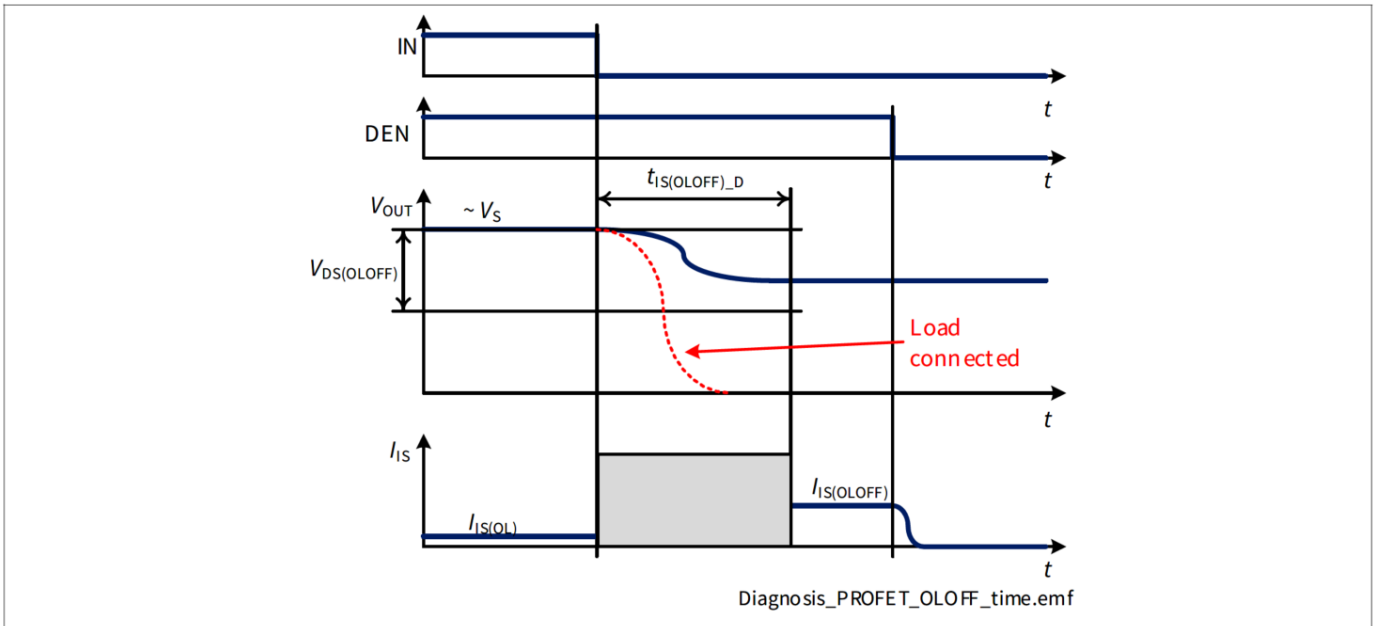 IN
t
DEN
t
tIS(OLOFF)_D
VOUT
~ VS
VDS(OLOFF)
Load
connected
t
IIS
IIS(OLOFF)
IIS(OL)
t
Diagnosis_PROFET_OLOFF_time.emf